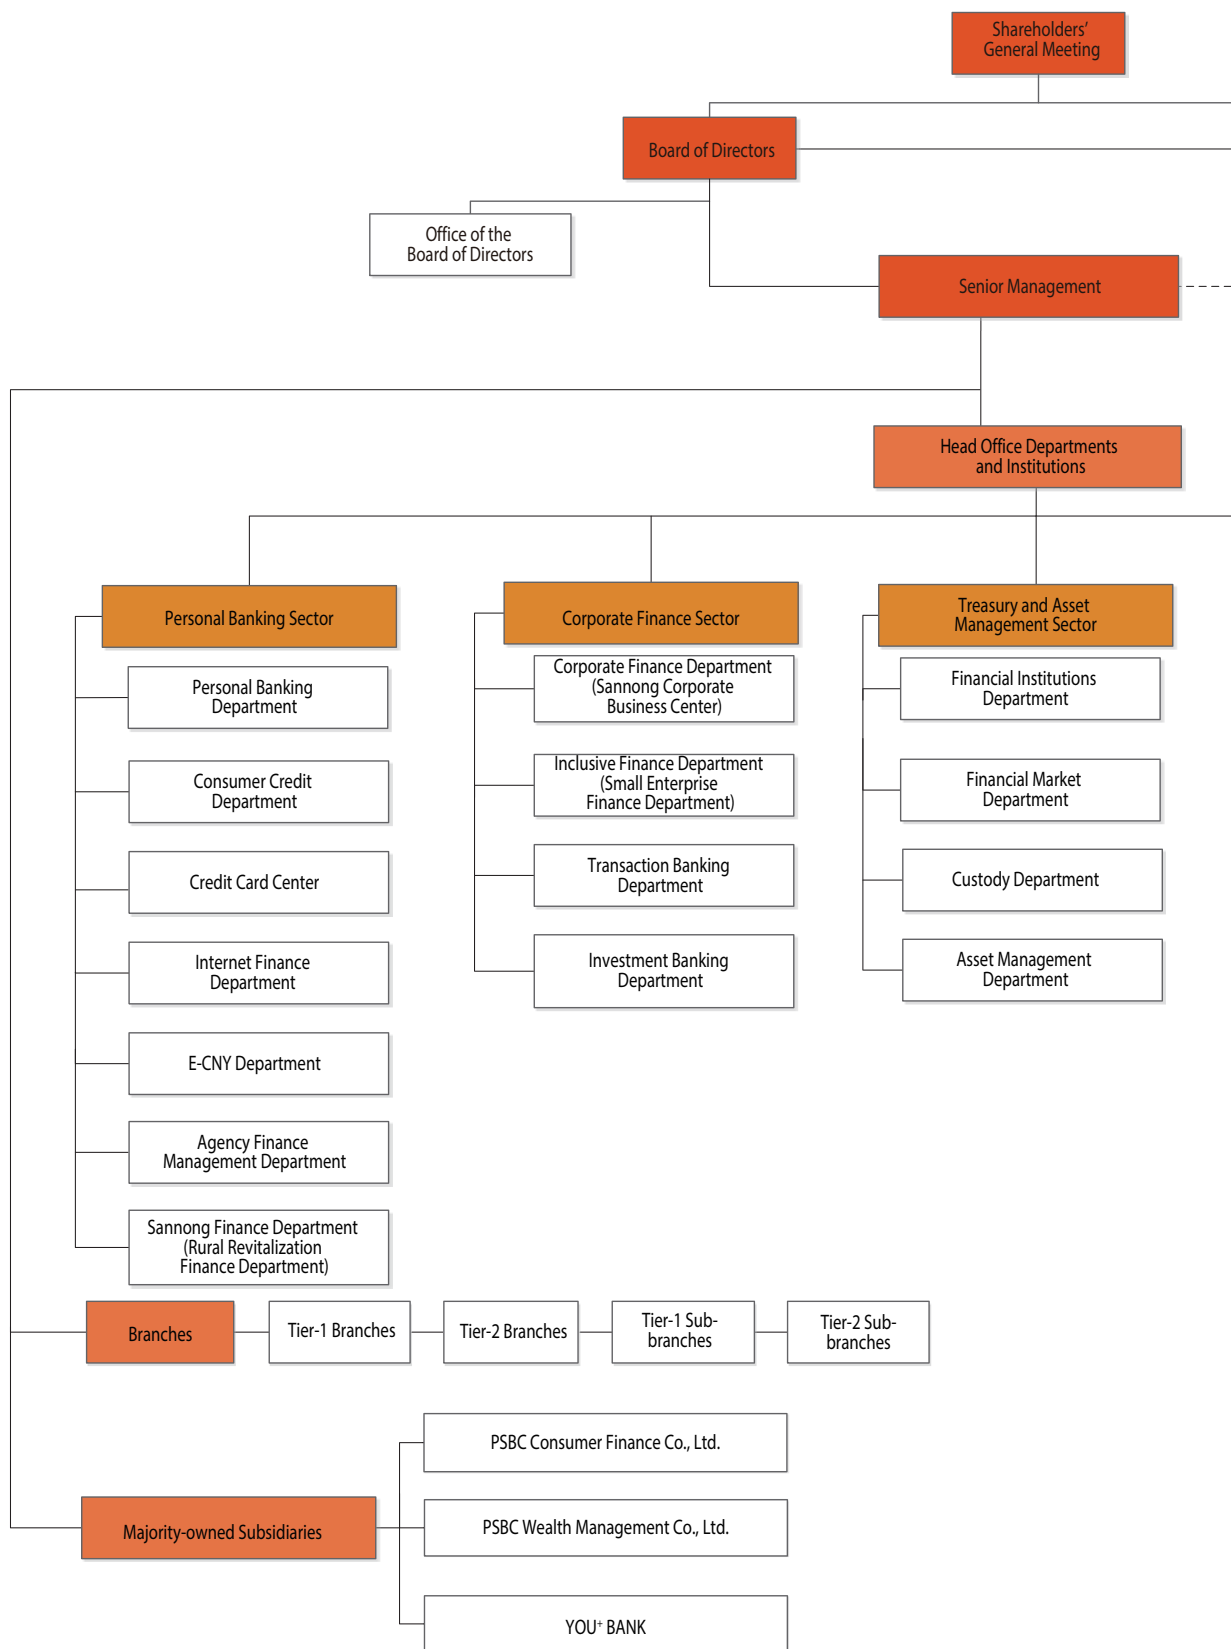 Shareholders'
General Meeting
Board of Directors
Office of the
Board of Directors
Senior Management
Head Office Departments
and Institutions
Personal Banking Sector
Personal Banking
Department
Consumer Credit
Department
Credit Card Center
Internet Finance
Department
E-CNY Department
Agency Finance
Management Department
Sannong Finance Department
(Rural Revitalization
Finance Department)
Corporate Finance Sector
Corporate Finance Department
(Sannong Corporate
Business Center)
Inclusive Finance Department
(Small Enterprise
Finance Department)
Transaction Banking
Department
Investment Banking
Department
Treasury and Asset
Management Sector
Financial Institutions
Department
Financial Market
Department
Custody Department
Asset Management
Department
Branches
Tier-1 Branches
Tier-2 Branches
Tier-1 Sub-
branches
Tier-2 Sub-
branches
Majority-owned Subsidiaries
PSBC Consumer Finance Co., Ltd.
PSBC Wealth Management Co., Ltd.
YOU⁺ BANK